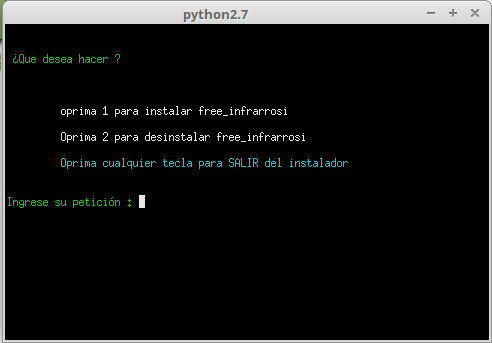 python2.7
¿Que desea hacer ?
oprima 1 para instalar free_infrarrosi
Oprima 2 para desinstalar free_infrarrosi
Oprima cualquier tecla para SALIR del instalador
Ingrese su petición :